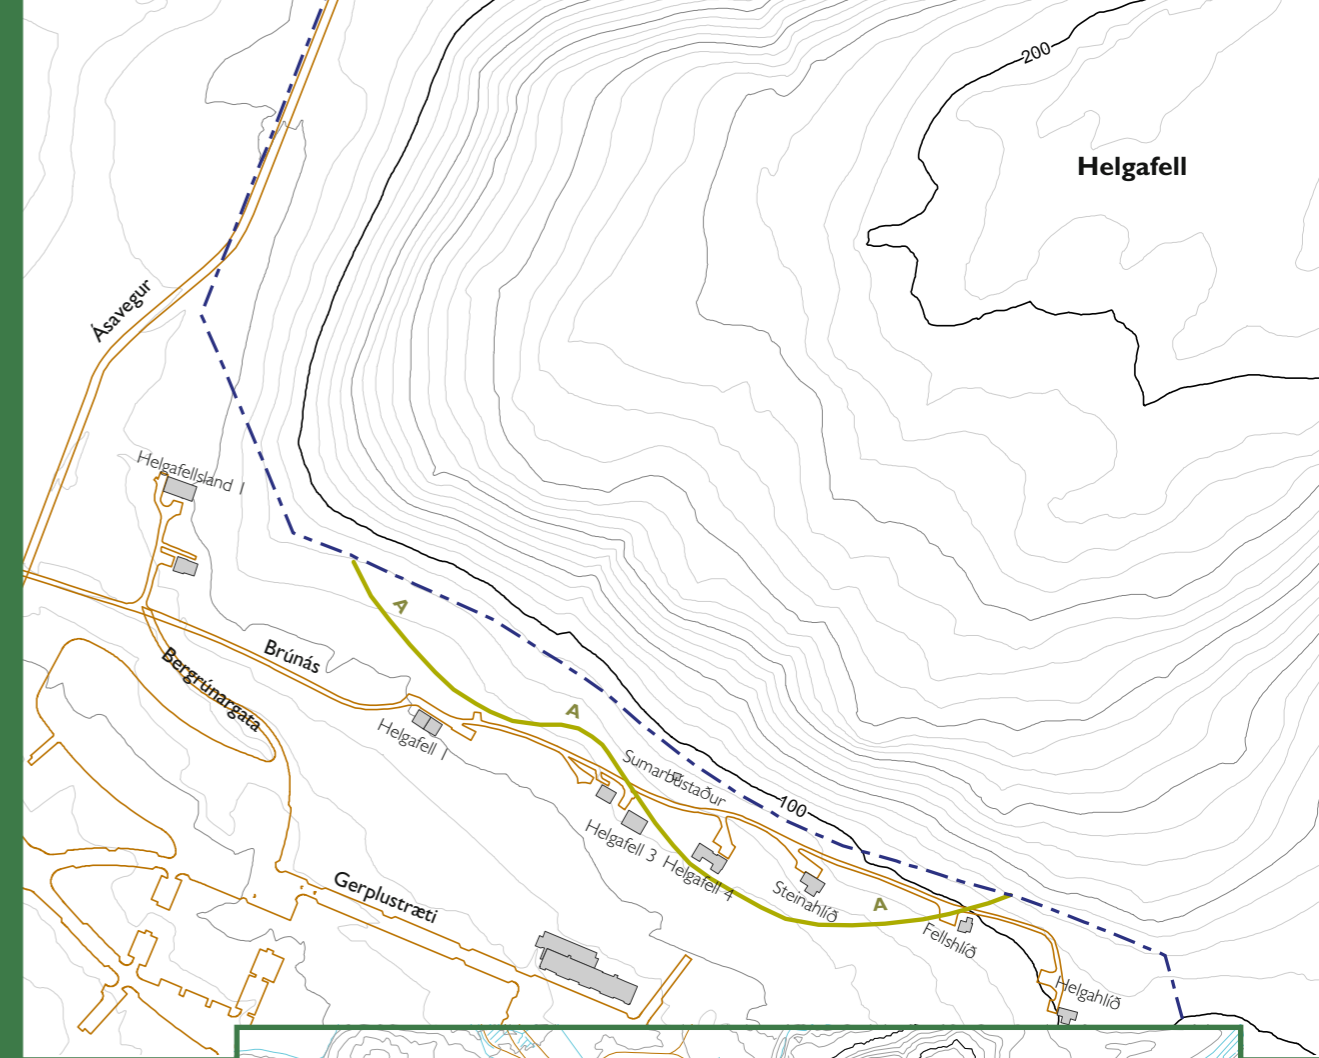 200
Helgafell
Ásavegur
Helgafellsland 1
A
Brúnás
Bergrúnargata
A
Helgafell 1
Sumarbústaður
100
Helgafell 3
Helgafell 4
Steinahlíð
A
Gerplustræti
Fellshlíð
Helgahlíð